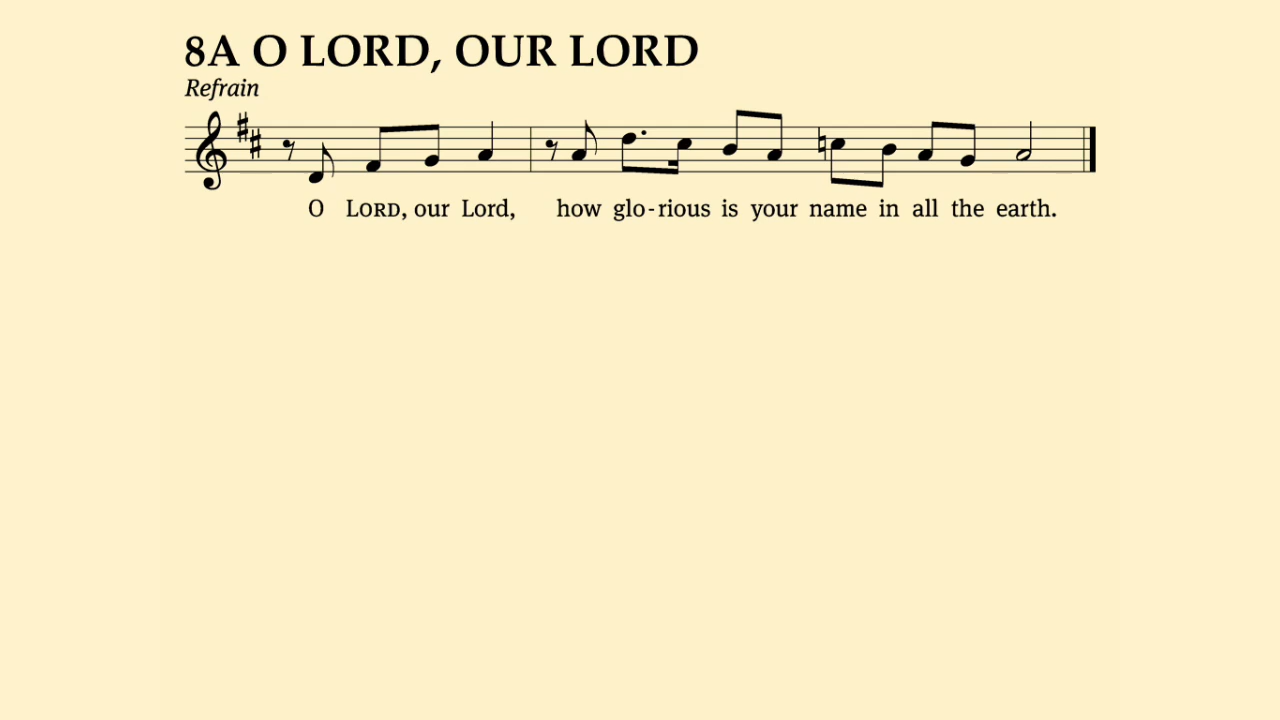 8A O LORD, OUR LORD
Refrain
O LORD, our Lord, how glo-rious is your name in all the earth.